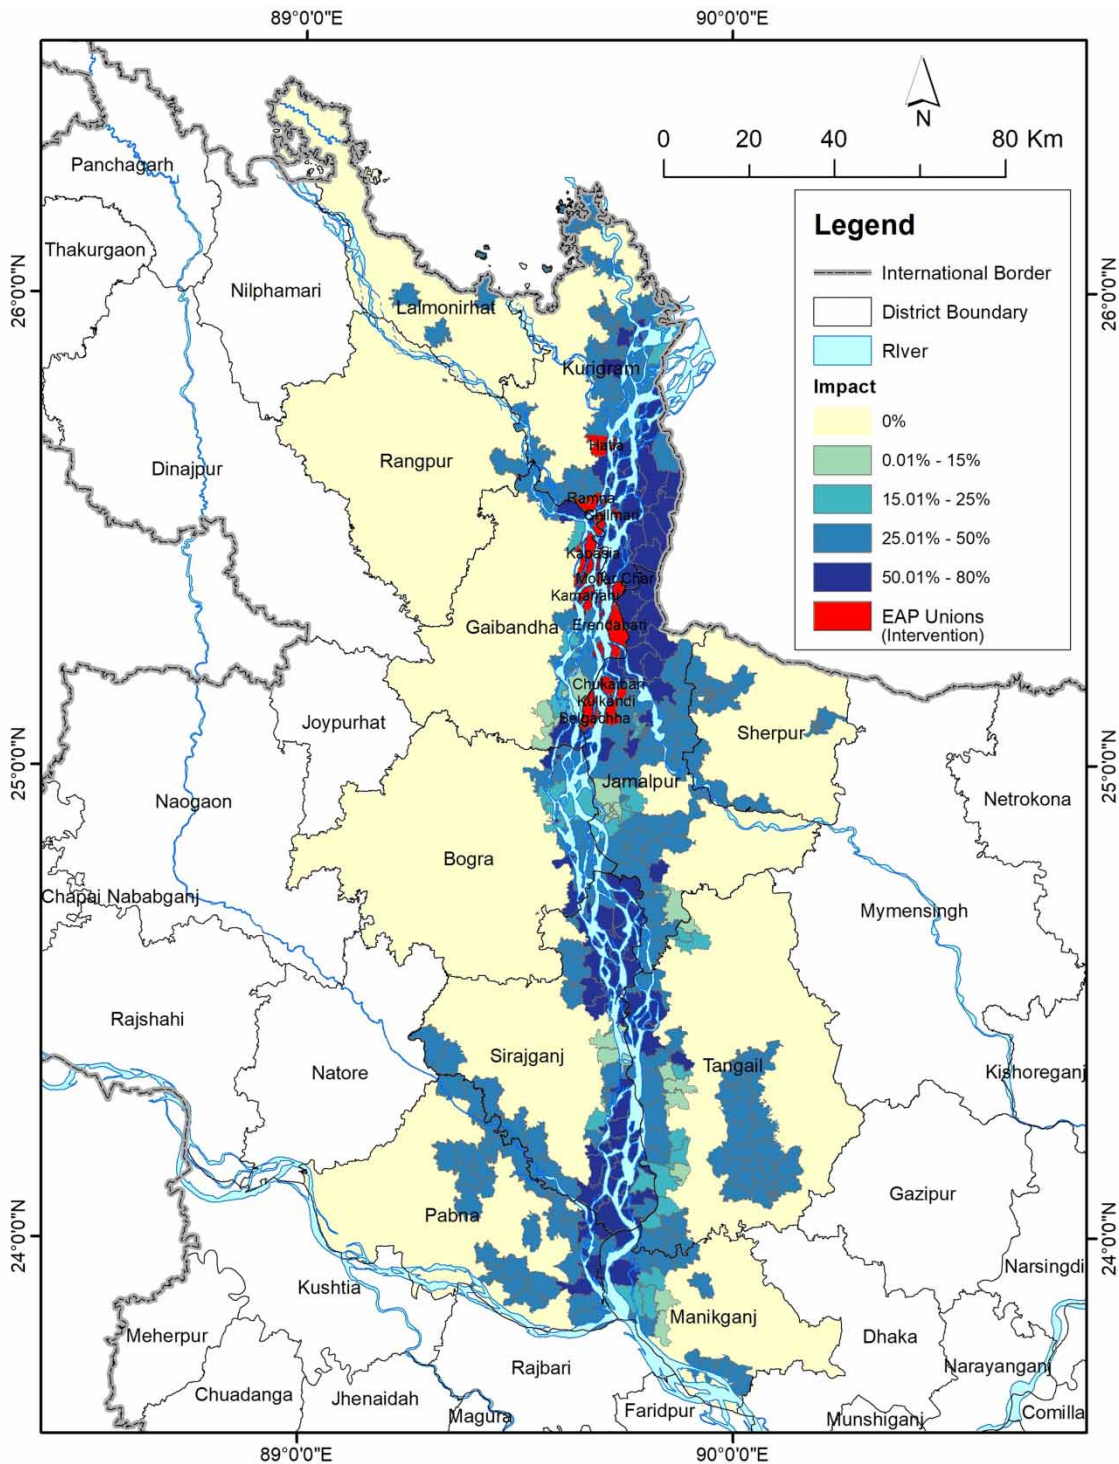 89°0'0"E
90°0'0"E
N
0
20
40
80 Km
Panchagarh
Thakurgaon
Nilphamari
Lalmonirhat
26°0'0"N
26°0'0"N
Legend
International Border
District Boundary
RIver
Impact
0%
0.01% - 15%
15.01% - 25%
25.01% - 50%
50.01% - 80%
EAP Unions
(Intervention)
Kurigram
Dinajpur
Rangpur
Hatia
Ramna
Chilmari
Kapasia
Mollar Char
Kamarjani
Gaibandha
Erendabari
Chukaibari
Kulkandi
Belgachha
Joypurhat
Sherpur
25°0'0"N
25°0'0"N
Jamalpur
Naogaon
Netrokona
Bogra
Chapai Nababganj
Mymensingh
Rajshahi
Natore
Sirajganj
Tangail
Kishoreganj
Gazipur
Pabna
24°0'0"N
24°0'0"N
Kushtia
Narsingdi
Manikganj
Meherpur
Dhaka
Rajbari
Narayanganj
Chuadanga
Jhenaidah
Magura
Faridpur
Munshiganj
Comilla
89°0'0"E
90°0'0"E